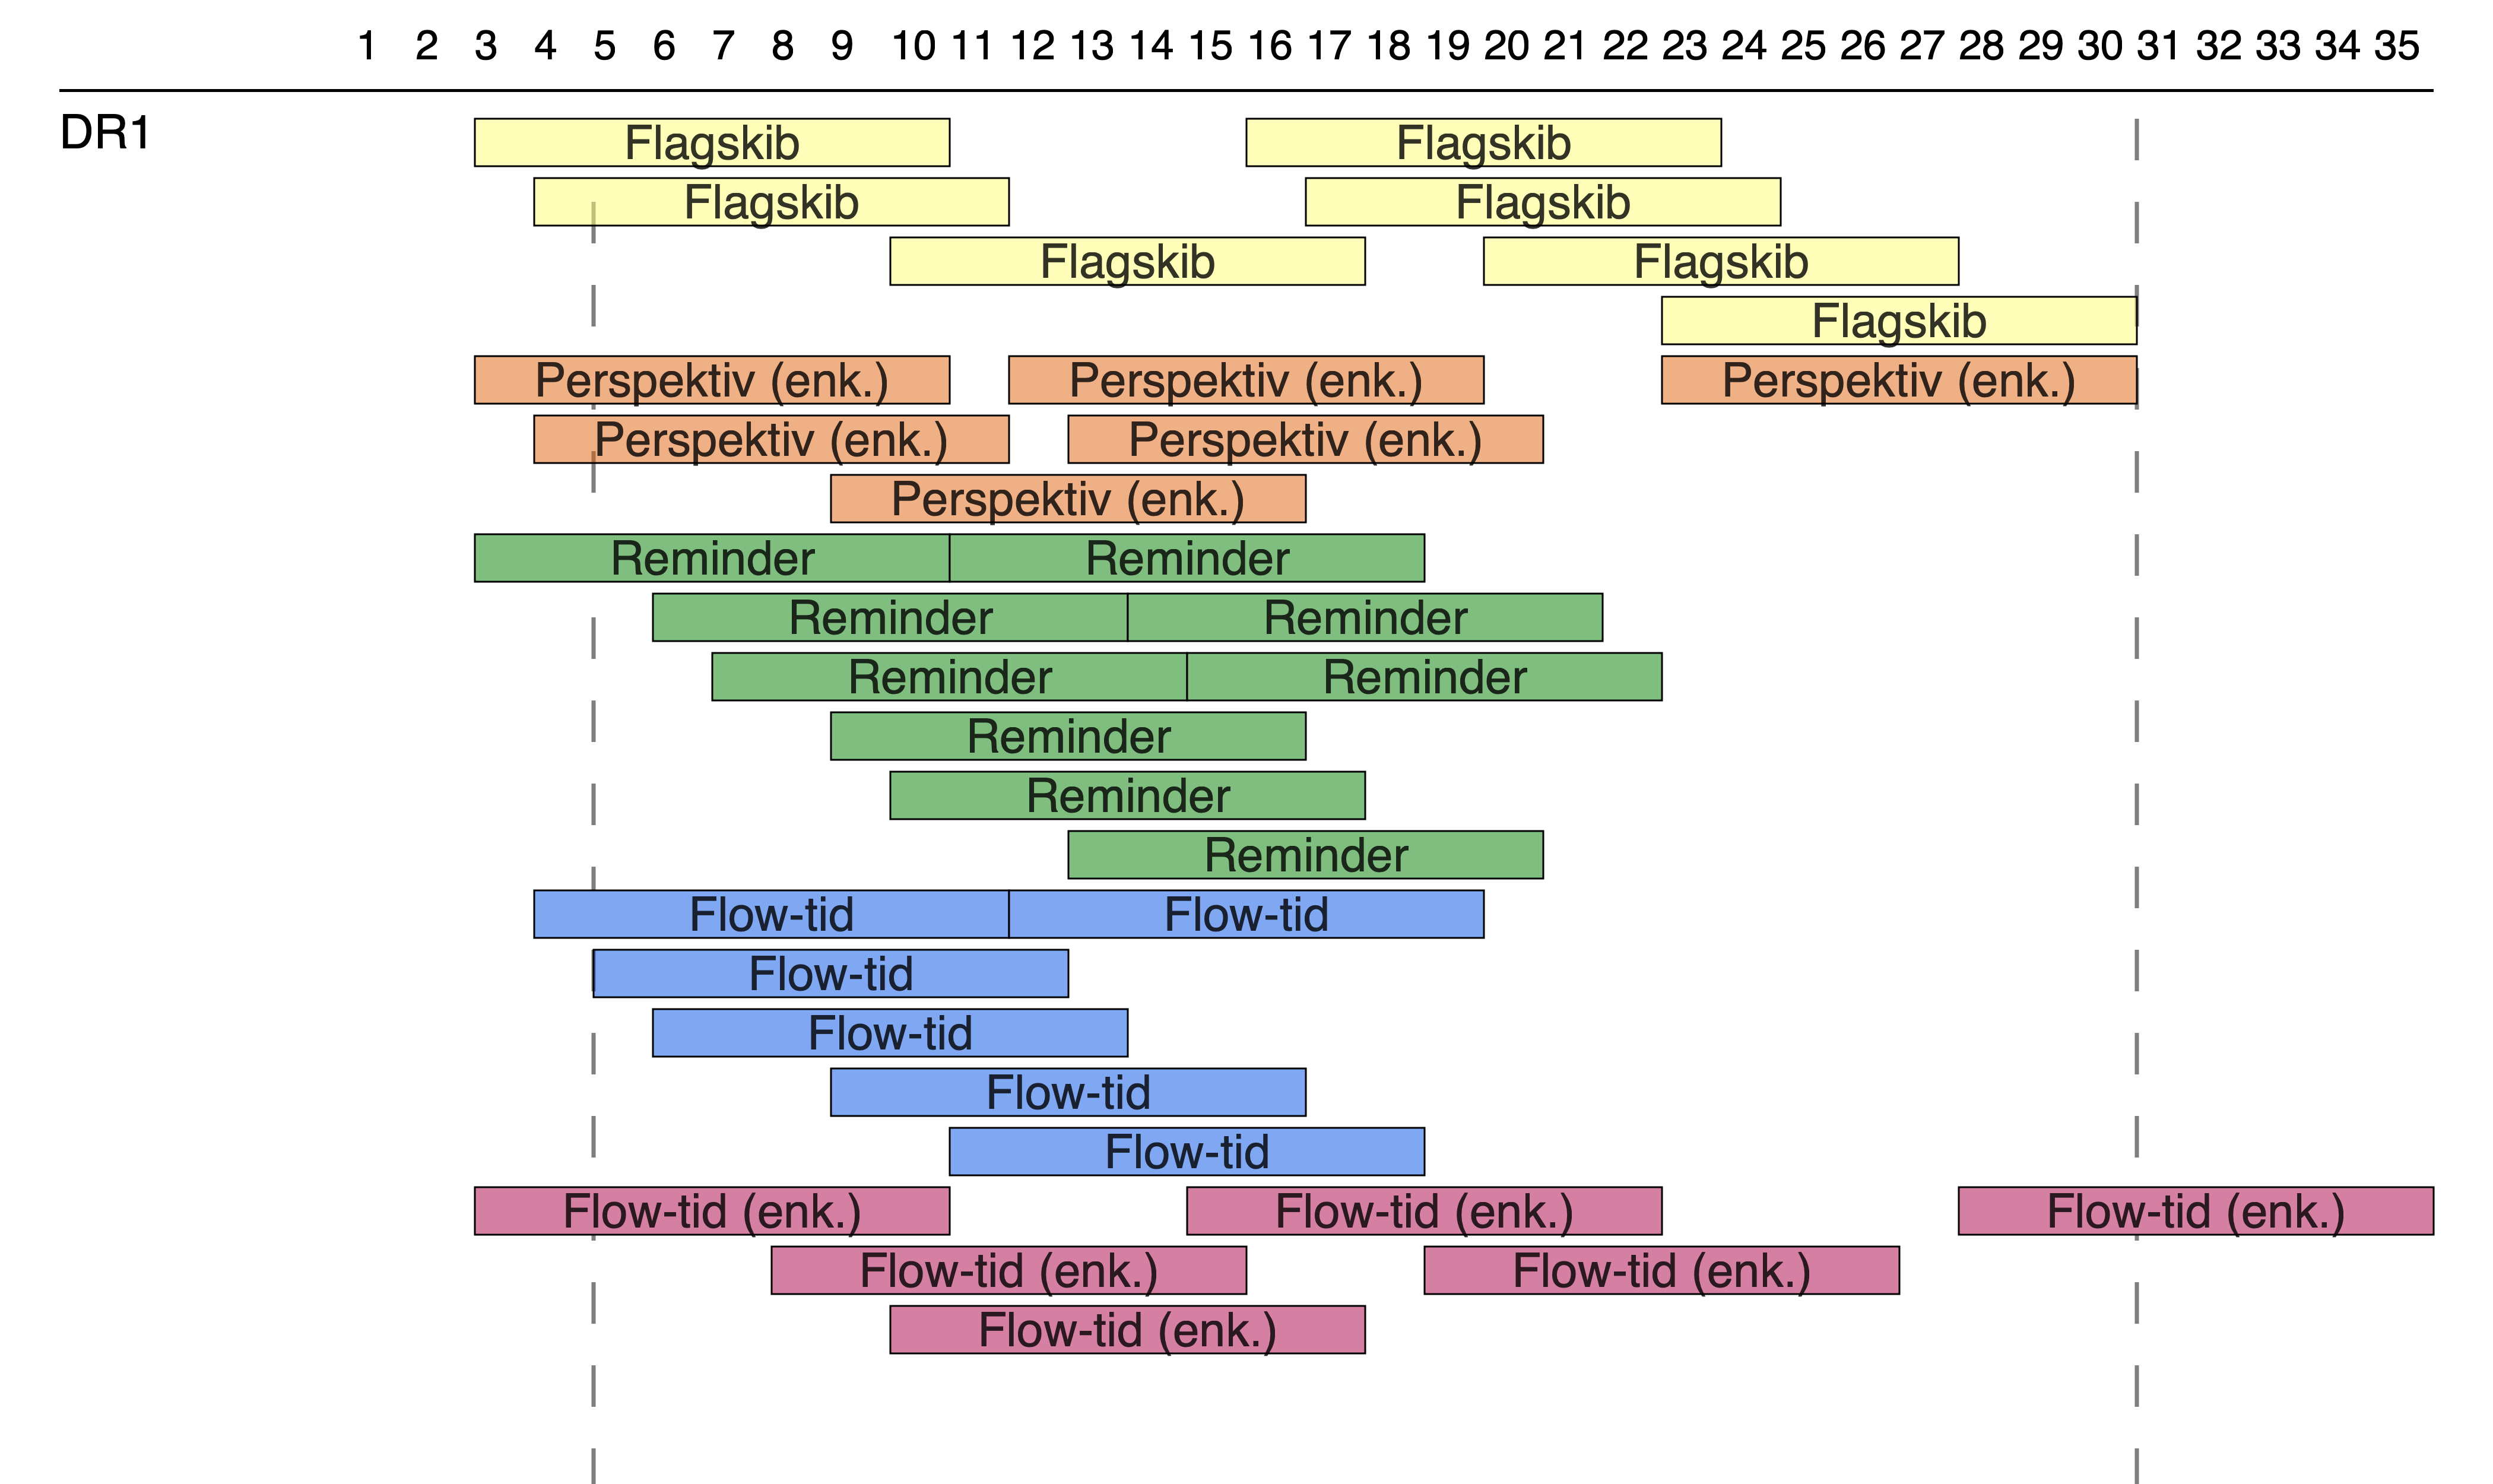 1 2 3 4 5 6 7 8 9 10 11 12 13 14 15 16 17 18 19 20 21 22 23 24 25 26 27 28 29 30 31 32 33 34 35
DR1
Flagskib Flagskib
Flagskib Flagskib
Flagskib Flagskib
Flagskib
Perspektiv (enk.) Perspektiv (enk.) Perspektiv (enk.)
Perspektiv (enk.) Perspektiv (enk.)
Perspektiv (enk.)
Reminder Reminder
Reminder Reminder
Reminder Reminder
Reminder
Reminder
Reminder
Flow-tid Flow-tid
Flow-tid
Flow-tid
Flow-tid
Flow-tid
Flow-tid (enk.) Flow-tid (enk.) Flow-tid (enk.)
Flow-tid (enk.) Flow-tid (enk.)
Flow-tid (enk.)